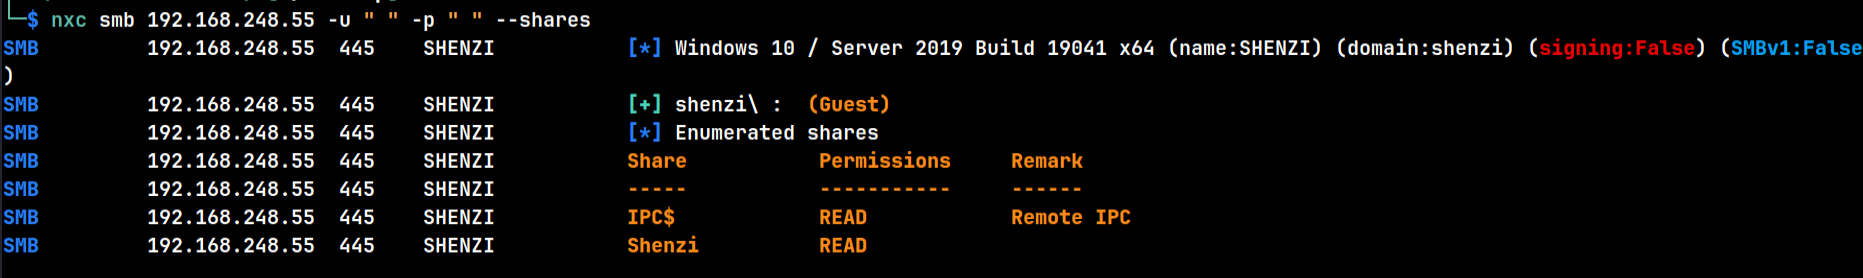 └─$ nxc smb 192.168.248.55 -u " " -p " " --shares
SMB         192.168.248.55  445    SHENZI           [*] Windows 10 / Server 2019 Build 19041 x64 (name:SHENZI) (domain:shenzi) (signing:False) (SMBv1:False
)
SMB         192.168.248.55  445    SHENZI           [+] shenzi\ :  (Guest)
SMB         192.168.248.55  445    SHENZI           [*] Enumerated shares
SMB         192.168.248.55  445    SHENZI           Share           Permissions     Remark
SMB         192.168.248.55  445    SHENZI           -----           -----------     ------
SMB         192.168.248.55  445    SHENZI           IPC$            READ            Remote IPC
SMB         192.168.248.55  445    SHENZI           Shenzi          READ